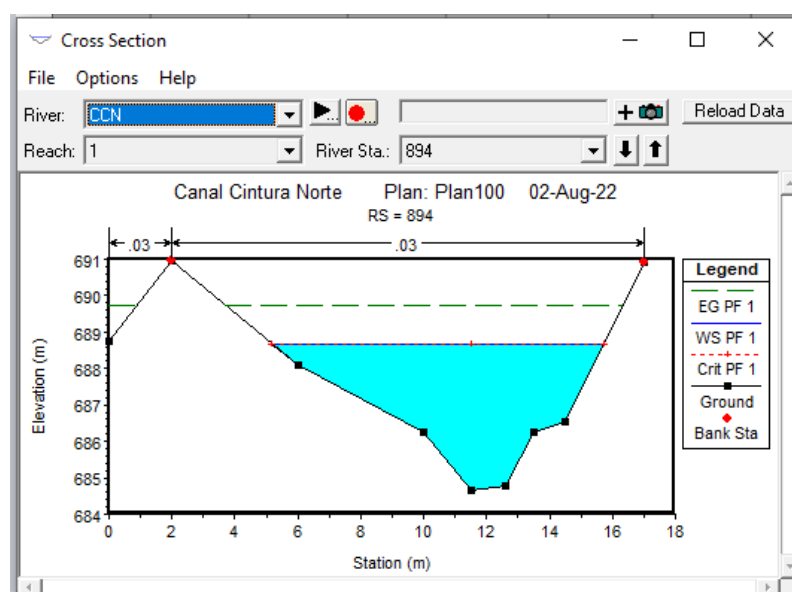 Cross Section
File Options Help
River: CCN Reload Data
Reach: 1 River Sta.: 894
Canal Cintura Norte Plan: Plan100 02-Aug-22
RS = 894
.03 .03
691
690
689
688
687
686
685
684
Elevation (m)
0 2 4 6 8 10 12 14 16 18
Station (m)
Legend
EG PF 1
WS PF 1
Crit PF 1
Ground
Bank Sta